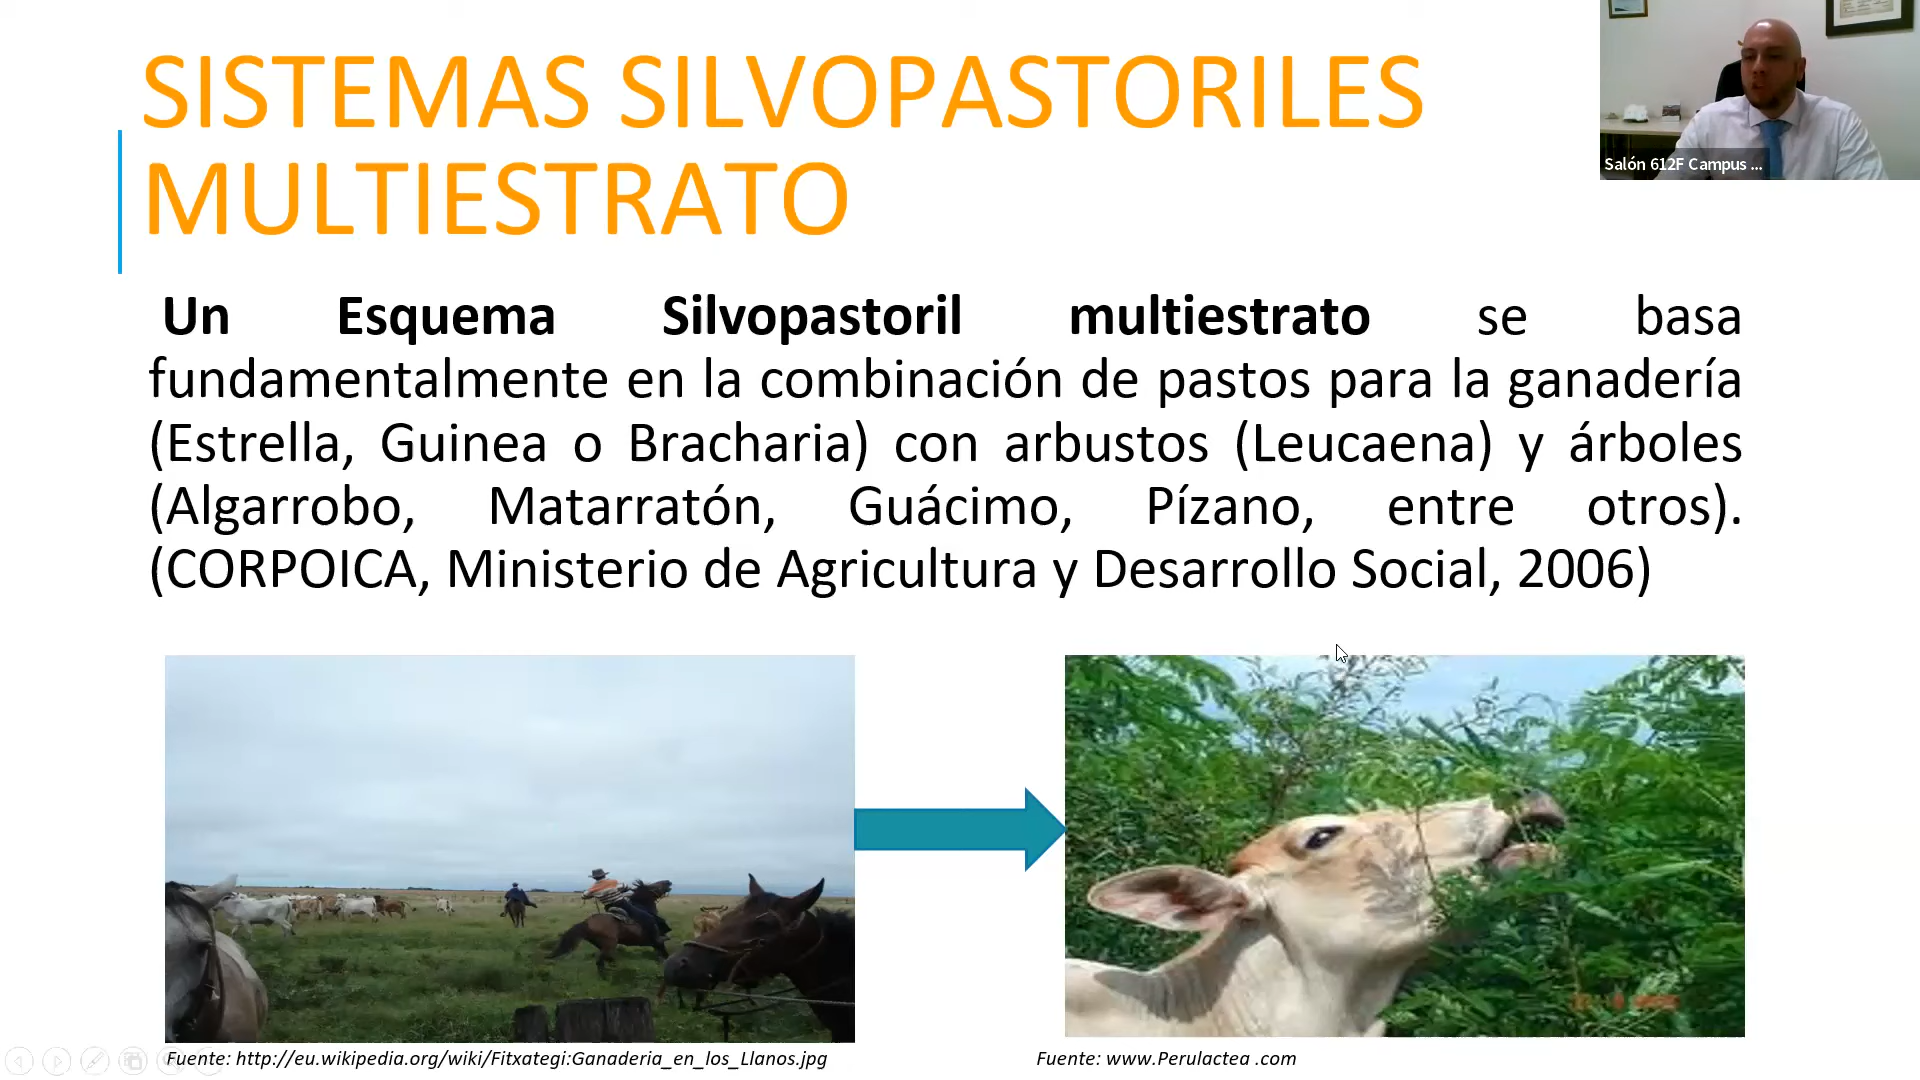 SISTEMAS SILVOPASTORILES
MULTIESTRATO
Salón 612F Campus ...
Un Esquema Silvopastoril multiestrato se basa
fundamentalmente en la combinación de pastos para la ganadería
(Estrella, Guinea o Bracharia) con arbustos (Leucaena) y árboles
(Algarrobo, Matarratón, Guácimo, Pízano, entre otros).
(CORPOICA, Ministerio de Agricultura y Desarrollo Social, 2006)
Fuente: http://eu.wikipedia.org/wiki/Fitxategi:Ganaderia_en_los_Llanos.jpg
Fuente: www.Perulactea .com